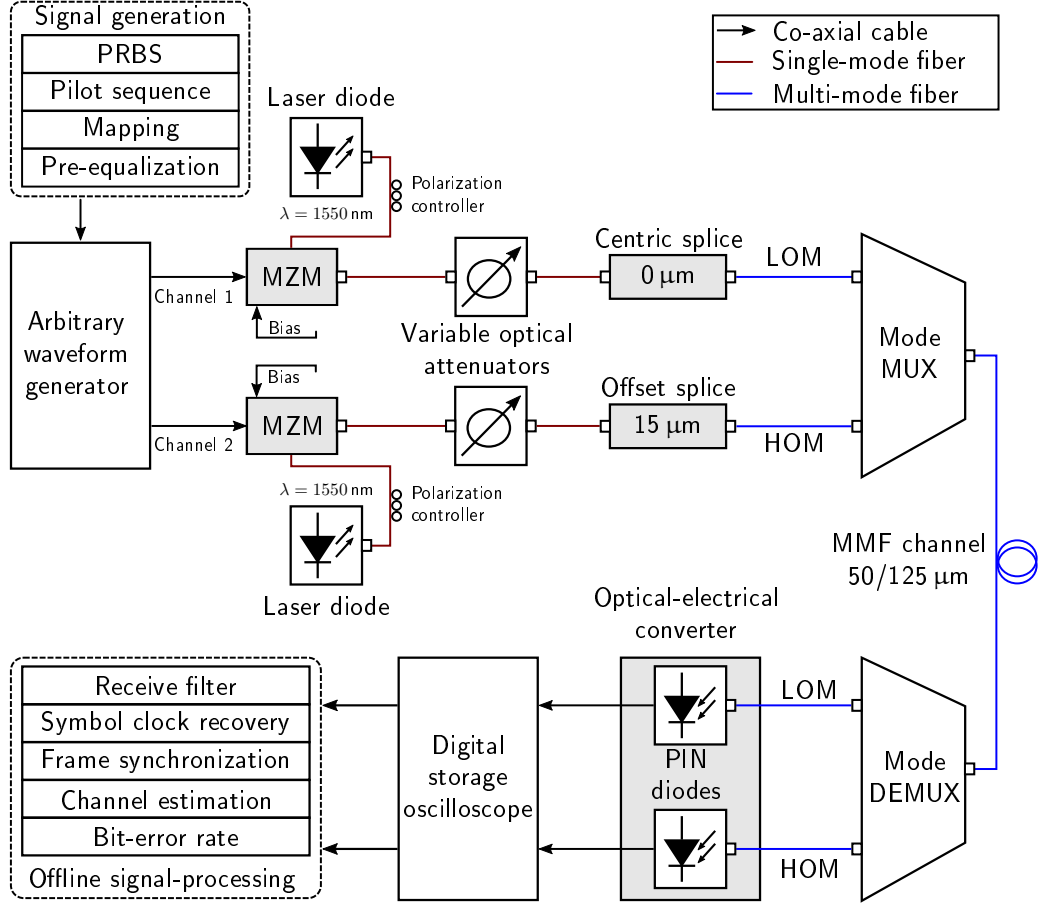 Signal generation
PRBS
Pilot sequence
Mapping
Pre-equalization
Co-axial cable
Single-mode fiber
Multi-mode fiber
Laser diode
λ = 1550 nm
Polarization
controller
Arbitrary
waveform
generator
Channel 1
MZM
Bias
Variable optical
attenuators
Centric splice
0 µm
LOM
Mode
MUX
Channel 2
Bias
MZM
Offset splice
15 µm
HOM
λ = 1550 nm
Polarization
controller
Laser diode
MMF channel
50/125 µm
Optical-electrical
converter
PIN
diodes
LOM
HOM
Mode
DEMUX
Digital
storage
oscilloscope
Receive filter
Symbol clock recovery
Frame synchronization
Channel estimation
Bit-error rate
Offline signal-processing